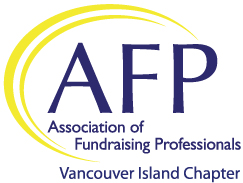 AFP
Association of
Fundraising Professionals
Vancouver Island Chapter